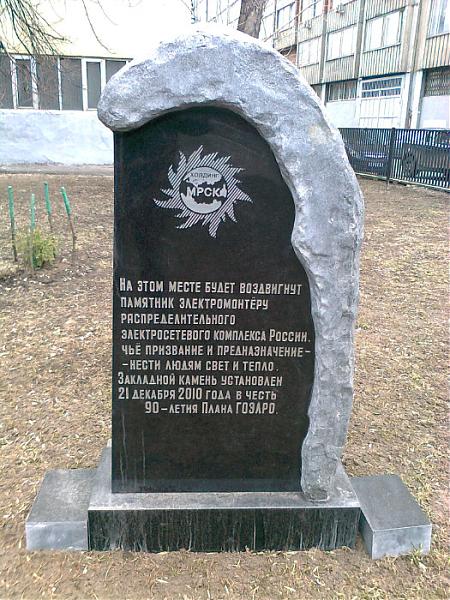 ХОЛДИНГ
МРСК
НА ЭТОМ МЕСТЕ БУДЕТ ВОЗДВИГНУТ
ПАМЯТНИК ЭЛЕКТРОМОНТЁРУ
РАСПРЕДЕЛИТЕЛЬНОГО
ЭЛЕКТРОСЕТЕВОГО КОМПЛЕКСА РОССИИ,
ЧЬЁ ПРИЗВАНИЕ И ПРЕДНАЗНАЧЕНИЕ-
-НЕСТИ ЛЮДЯМ СВЕТ И ТЕПЛО.
ЗАКЛАДНОЙ КАМЕНЬ УСТАНОВЛЕН
21 ДЕКАБРЯ 2010 ГОДА В ЧЕСТЬ
90-ЛЕТИЯ ПЛАНА ГОЭЛРО.